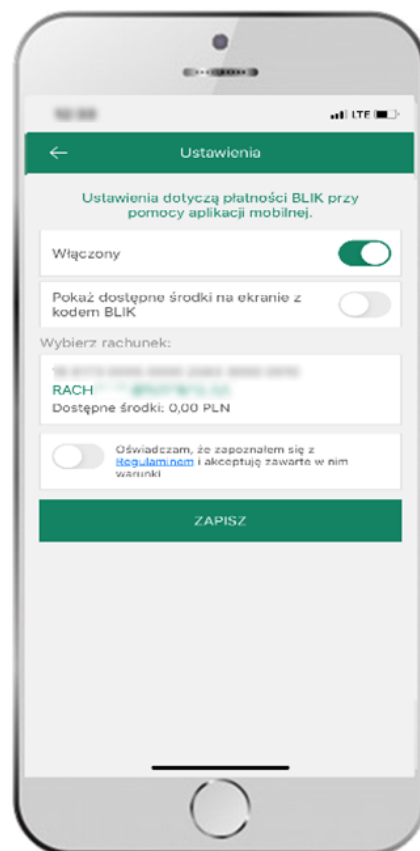 LTE
Ustawienia
Ustawienia dotyczą płatności BLIK przy
pomocy aplikacji mobilnej.
Włączony
Pokaż dostępne środki na ekranie z
kodem BLIK
Wybierz rachunek:
RACH
Dostępne środki: 0,00 PLN
Oświadczam, że zapoznałem się z
Regulaminem i akceptuję zawarte w nim
warunki
ZAPISZ